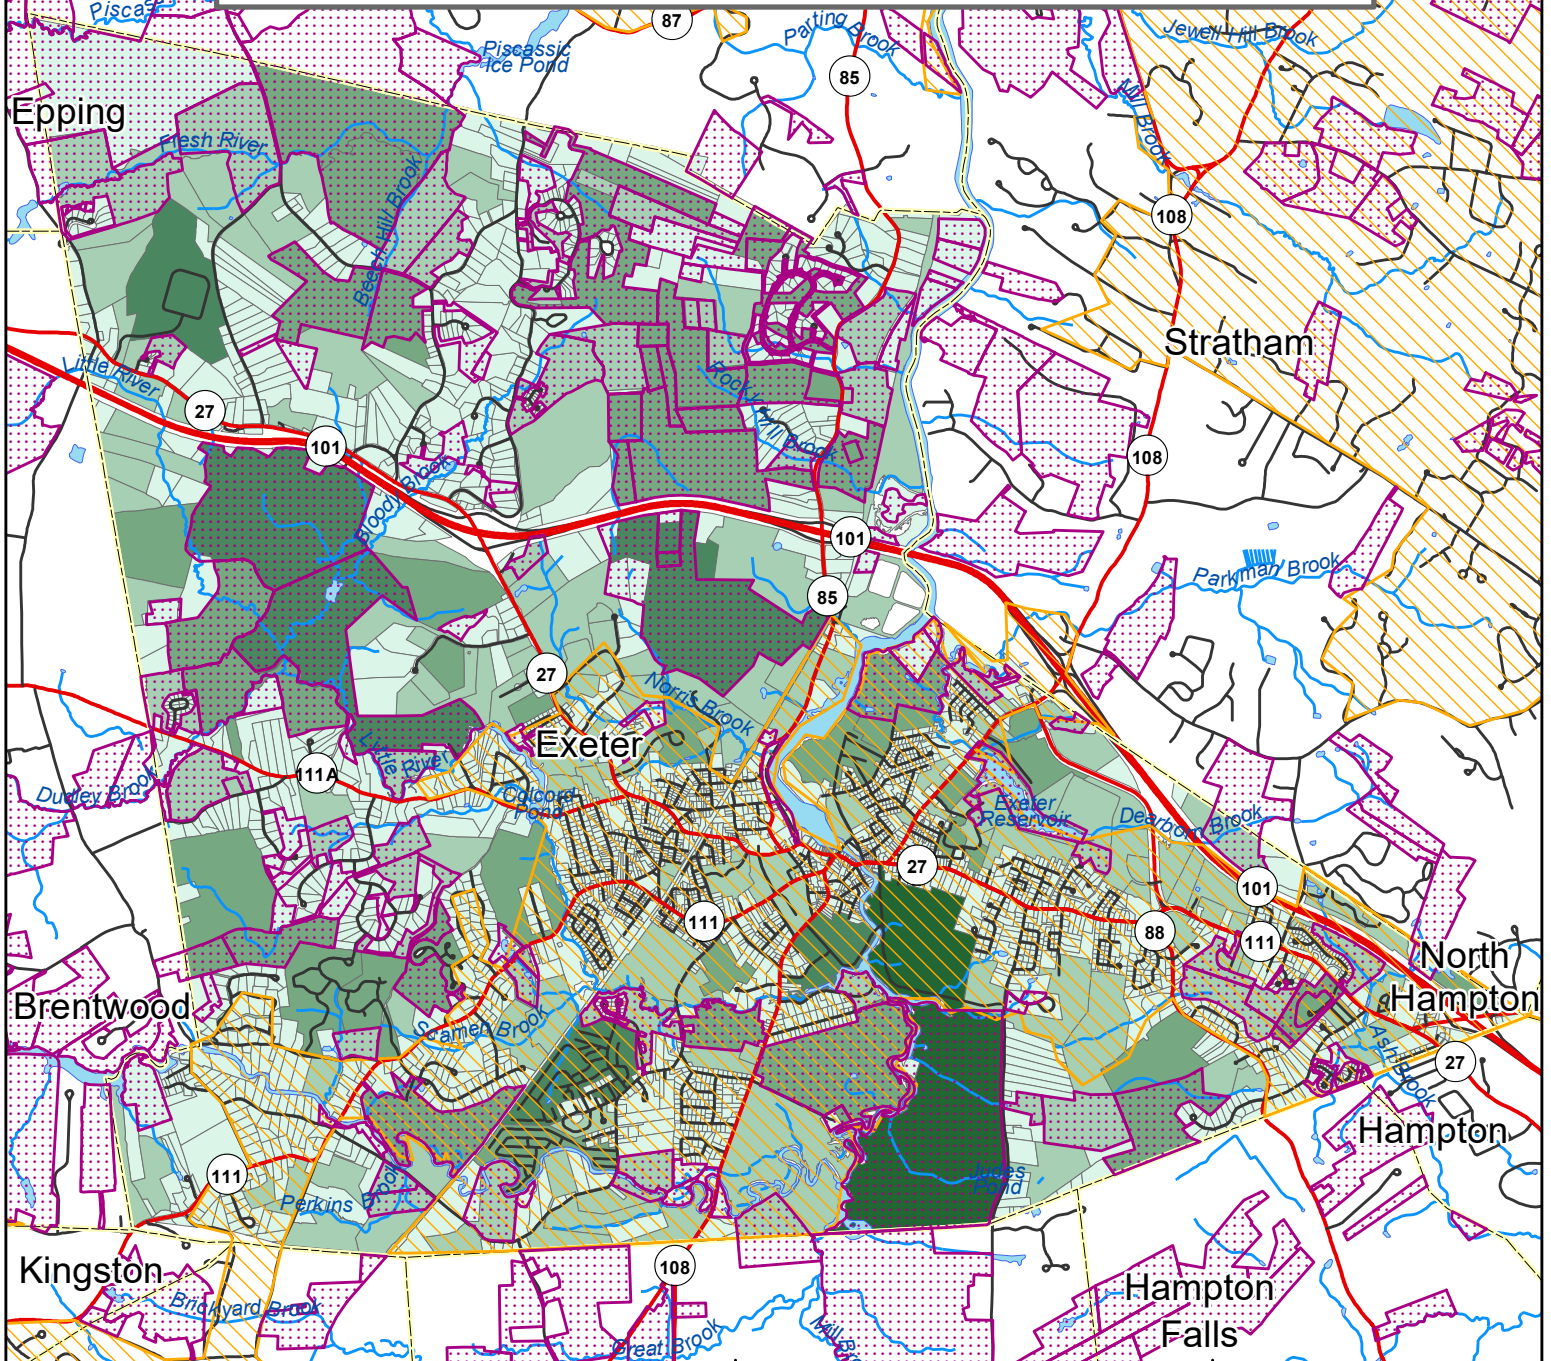 Piscas
87
Piscassic
Ice Pond
Parting Brook
85
Jewell Hill Brook
Mill Brook
Epping
Fresh River
Beech Hill Brook
108
Stratham
Little River
27
101
Rocky Hill Brook
108
Bloody Brook
101
85
Parkman Brook
27
Norris Brook
Exeter
111A
Little River
Dudley Brook
Colcord
Pond
Exeter
Reservoir
Dearborn Brook
27
101
111
88
111
North
Hampton
Brentwood
Scamen Brook
Ash Brook
27
Hampton
111
Perkins Brook
Judes
Pond
Kingston
108
Hampton
Falls
Brickyard Brook
Great Brook
Mill Bro